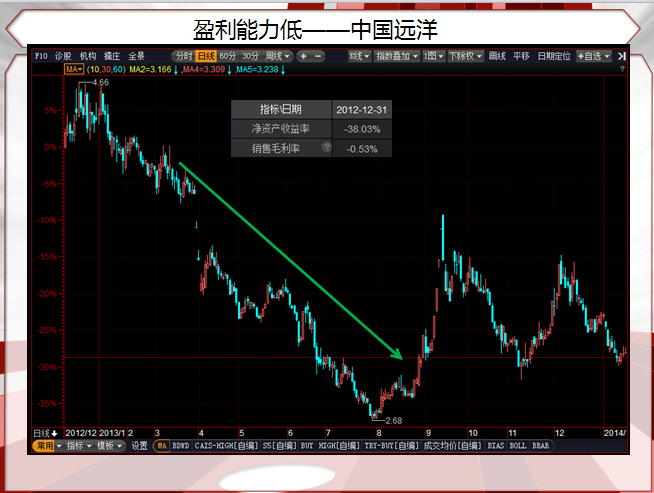 盈利能力低——中国远洋
F10 诊股 机构 擒庄 全景 分时 日线 60分 30分 周线 + - K线 指数叠加 1图 下除权 画线 平移 日期定位 +自选
MA (10,30,60) MA2=3.166 ↓ ,MA4=3.309 ↓ ,MA5=3.238 ↓ ?
4.66
指标\日期 2012-12-31
净资产收益率 -38.03%
销售毛利率 ? -0.53%
5%
0%
-5%
-10%
-15%
-20%
-25%
-30%
-35%
2.68
日线 2012/12 2013/1 2 3 4 5 6 7 8 9 10 11 12 2014/
常用 指标 模板 设置 MA BDWD CAIS-HIGH[自编] SS[自编] BUY HIGH[自编] TRY-BUY[自编] 成交均价[自编] BIAS BOLL BRAR